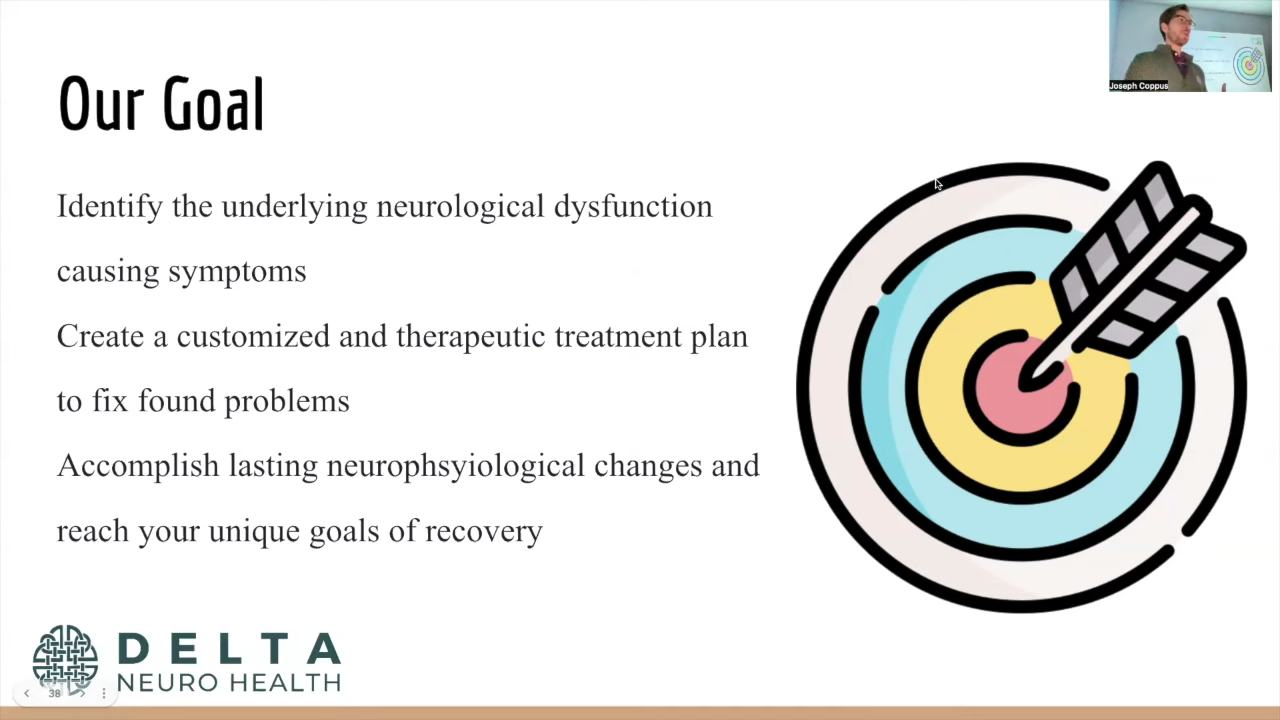 Joseph Coppus
Our Goal
Identify the underlying neurological dysfunction
causing symptoms
Create a customized and therapeutic treatment plan
to fix found problems
Accomplish lasting neurophsyiological changes and
reach your unique goals of recovery
DELTA
NEURO HEALTH
38